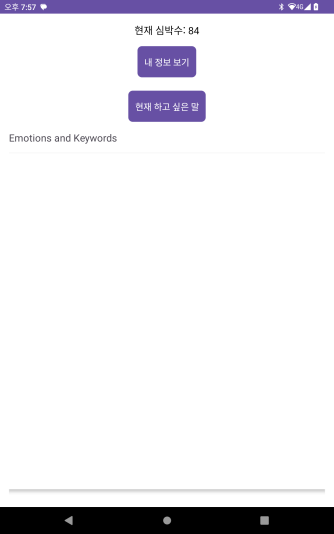 오후 7:57
4G
현재 심박수: 84
내 정보 보기
현재 하고 싶은 말
Emotions and Keywords